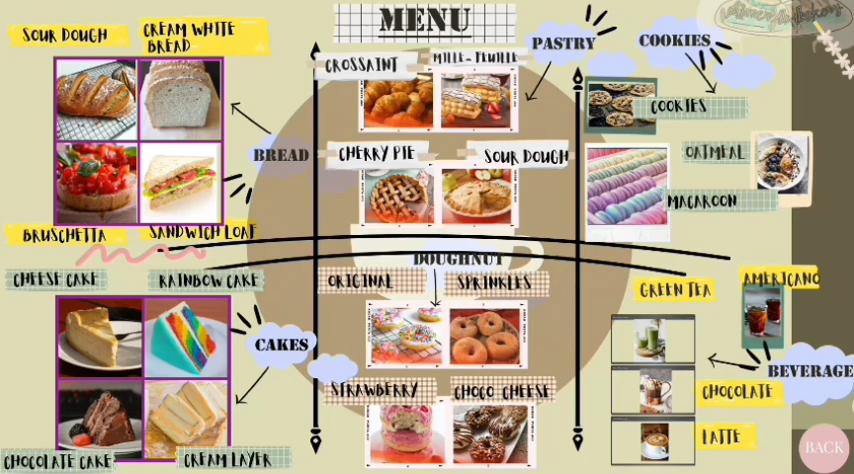 MENU
SOUR DOUGH
CREAM WHITE
BREAD
BREAD
BRUSCHETTA
SANDWICH LOAF
CROSSAINT
MILLE-FEUILLE
PASTRY
CHERRY PIE
SOUR DOUGH
COOKIES
COOKIES
OATMEAL
MACAROON
CHEESE CAKE
RAINBOW CAKE
CAKES
CHOCOLATE CAKE
CREAM LAYER
DOUGHNUT
ORIGINAL
SPRINKLES
STRAWBERRY
CHOCO CHEESE
GREEN TEA
AMERICANO
BEVERAGE
CHOCOLATE
LATTE
BACK